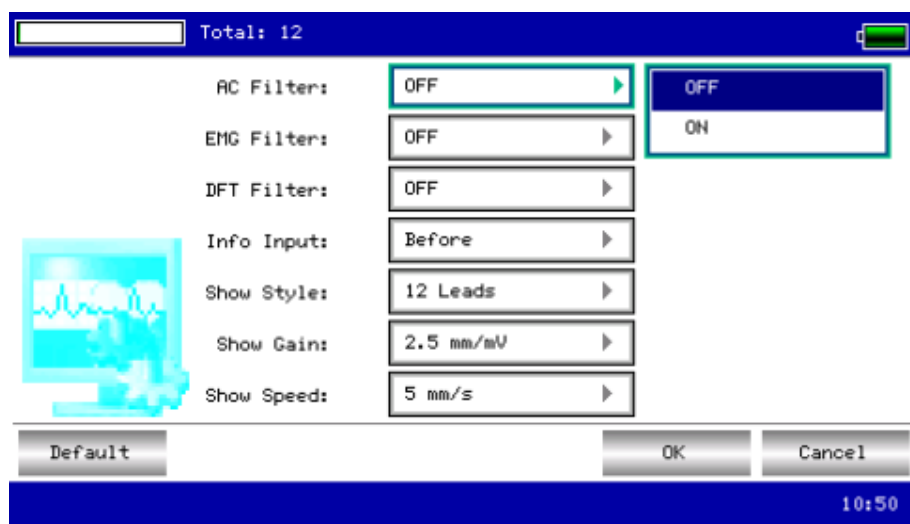 Total: 12
AC Filter: OFF OFF
ON
EMG Filter: OFF
DFT Filter: OFF
Info Input: Before
Show Style: 12 Leads
Show Gain: 2.5 mm/mV
Show Speed: 5 mm/s
Default OK Cancel
10:50